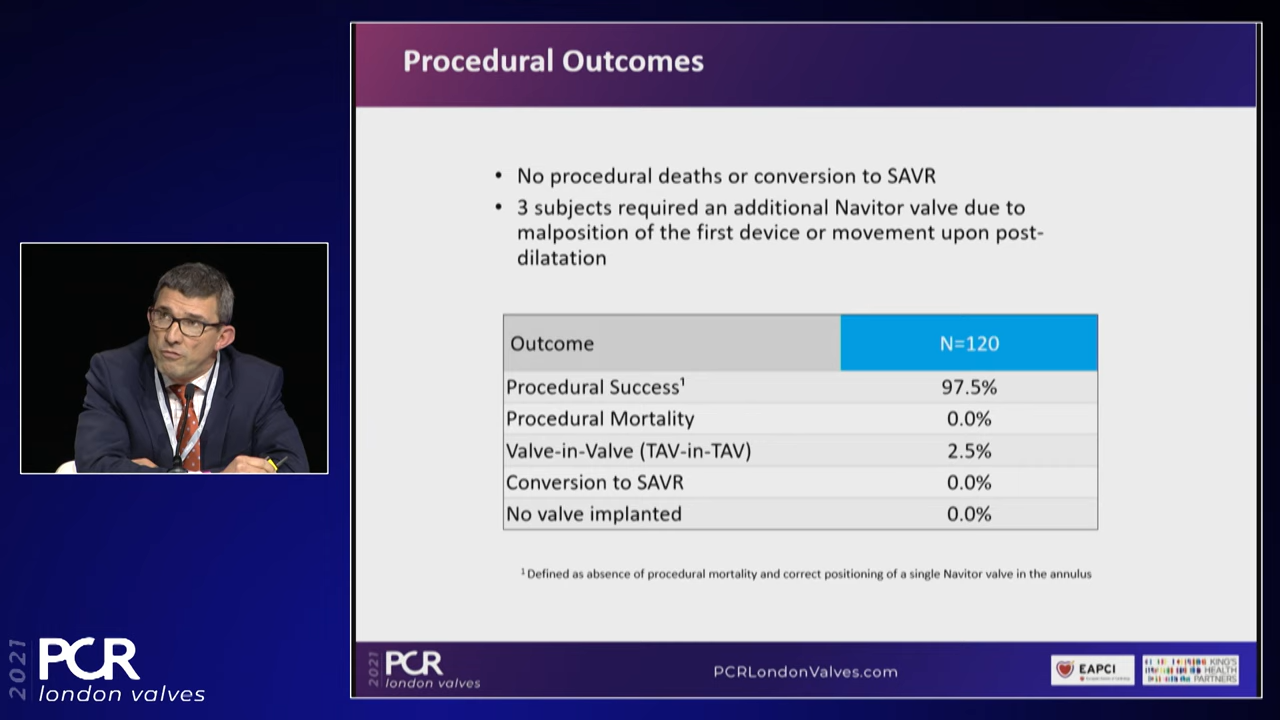 Procedural Outcomes
• No procedural deaths or conversion to SAVR
• 3 subjects required an additional Navitor valve due to
malposition of the first device or movement upon post-
dilatation
Outcome N=120
Procedural Success¹ 97.5%
Procedural Mortality 0.0%
Valve-in-Valve (TAV-in-TAV) 2.5%
Conversion to SAVR 0.0%
No valve implanted 0.0%
¹ Defined as absence of procedural mortality and correct positioning of a single Navitor valve in the annulus
2021 PCR
london valves
2021 PCR
london valves
PCRLondonValves.com
EAPCI
KING'S
HEALTH
PARTNERS